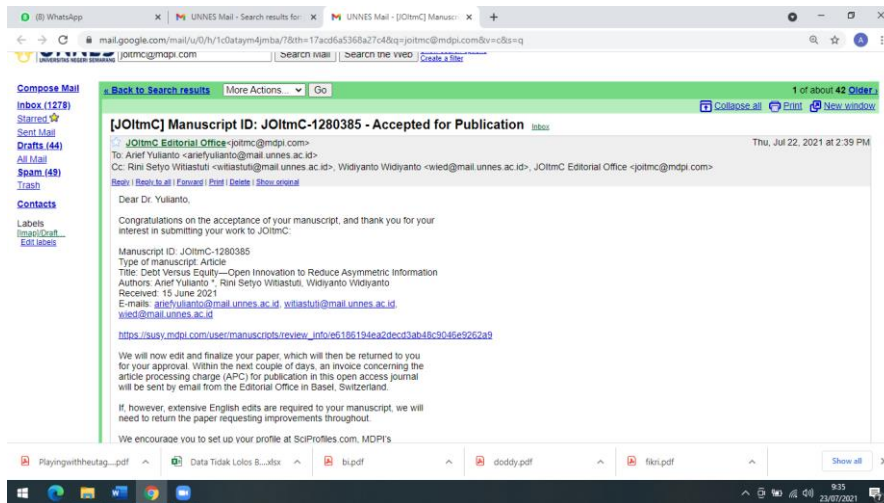 (8) WhatsApp
UNNES Mail - Search results for
UNNES Mail - [JOItmC] Manusc
mail.google.com/mail/u/0/h/1c0ataym4jmba/?&th=17acd6a5368a27c4&q=joitmc@mdpi.com&v=c&s=q
UNIVERSITAS NEGERI SEMARANG
joitmc@mdpi.com
Search Mail
Search the Web
Create a filter
Compose Mail
Inbox (1278)
Starred
Sent Mail
Drafts (44)
All Mail
Spam (49)
Trash
Contacts
Labels
[Imap]/Draft...
Edit labels
« Back to Search results More Actions... Go 1 of about 42 Older ›
Collapse all Print New window
[JOItmC] Manuscript ID: JOItmC-1280385 - Accepted for Publication Inbox
JOItmC Editorial Office<joitmc@mdpi.com> Thu, Jul 22, 2021 at 2:39 PM
To: Arief Yulianto <ariefyulianto@mail.unnes.ac.id>
Cc: Rini Setyo Witiastuti <witiastuti@mail.unnes.ac.id>, Widiyanto Widiyanto <wied@mail.unnes.ac.id>, JOItmC Editorial Office <joitmc@mdpi.com>
Reply | Reply to all | Forward | Print | Delete | Show original
Dear Dr. Yulianto,
Congratulations on the acceptance of your manuscript, and thank you for your
interest in submitting your work to JOItmC:
Manuscript ID: JOItmC-1280385
Type of manuscript: Article
Title: Debt Versus Equity—Open Innovation to Reduce Asymmetric Information
Authors: Arief Yulianto *, Rini Setyo Witiastuti, Widiyanto Widiyanto
Received: 15 June 2021
E-mails: ariefyulianto@mail.unnes.ac.id, witiastuti@mail.unnes.ac.id,
wied@mail.unnes.ac.id
https://susy.mdpi.com/user/manuscripts/review_info/e6186194ea2decd3ab48c9046e9262a9
We will now edit and finalize your paper, which will then be returned to you
for your approval. Within the next couple of days, an invoice concerning the
article processing charge (APC) for publication in this open access journal
will be sent by email from the Editorial Office in Basel, Switzerland.
If, however, extensive English edits are required to your manuscript, we will
need to return the paper requesting improvements throughout.
We encourage you to set up your profile at SciProfiles.com, MDPI's
Playingwithheutag....pdf
Data Tidak Lolos B....xlsx
bi.pdf
doddy.pdf
fikri.pdf
Show all
9:35
23/07/2021